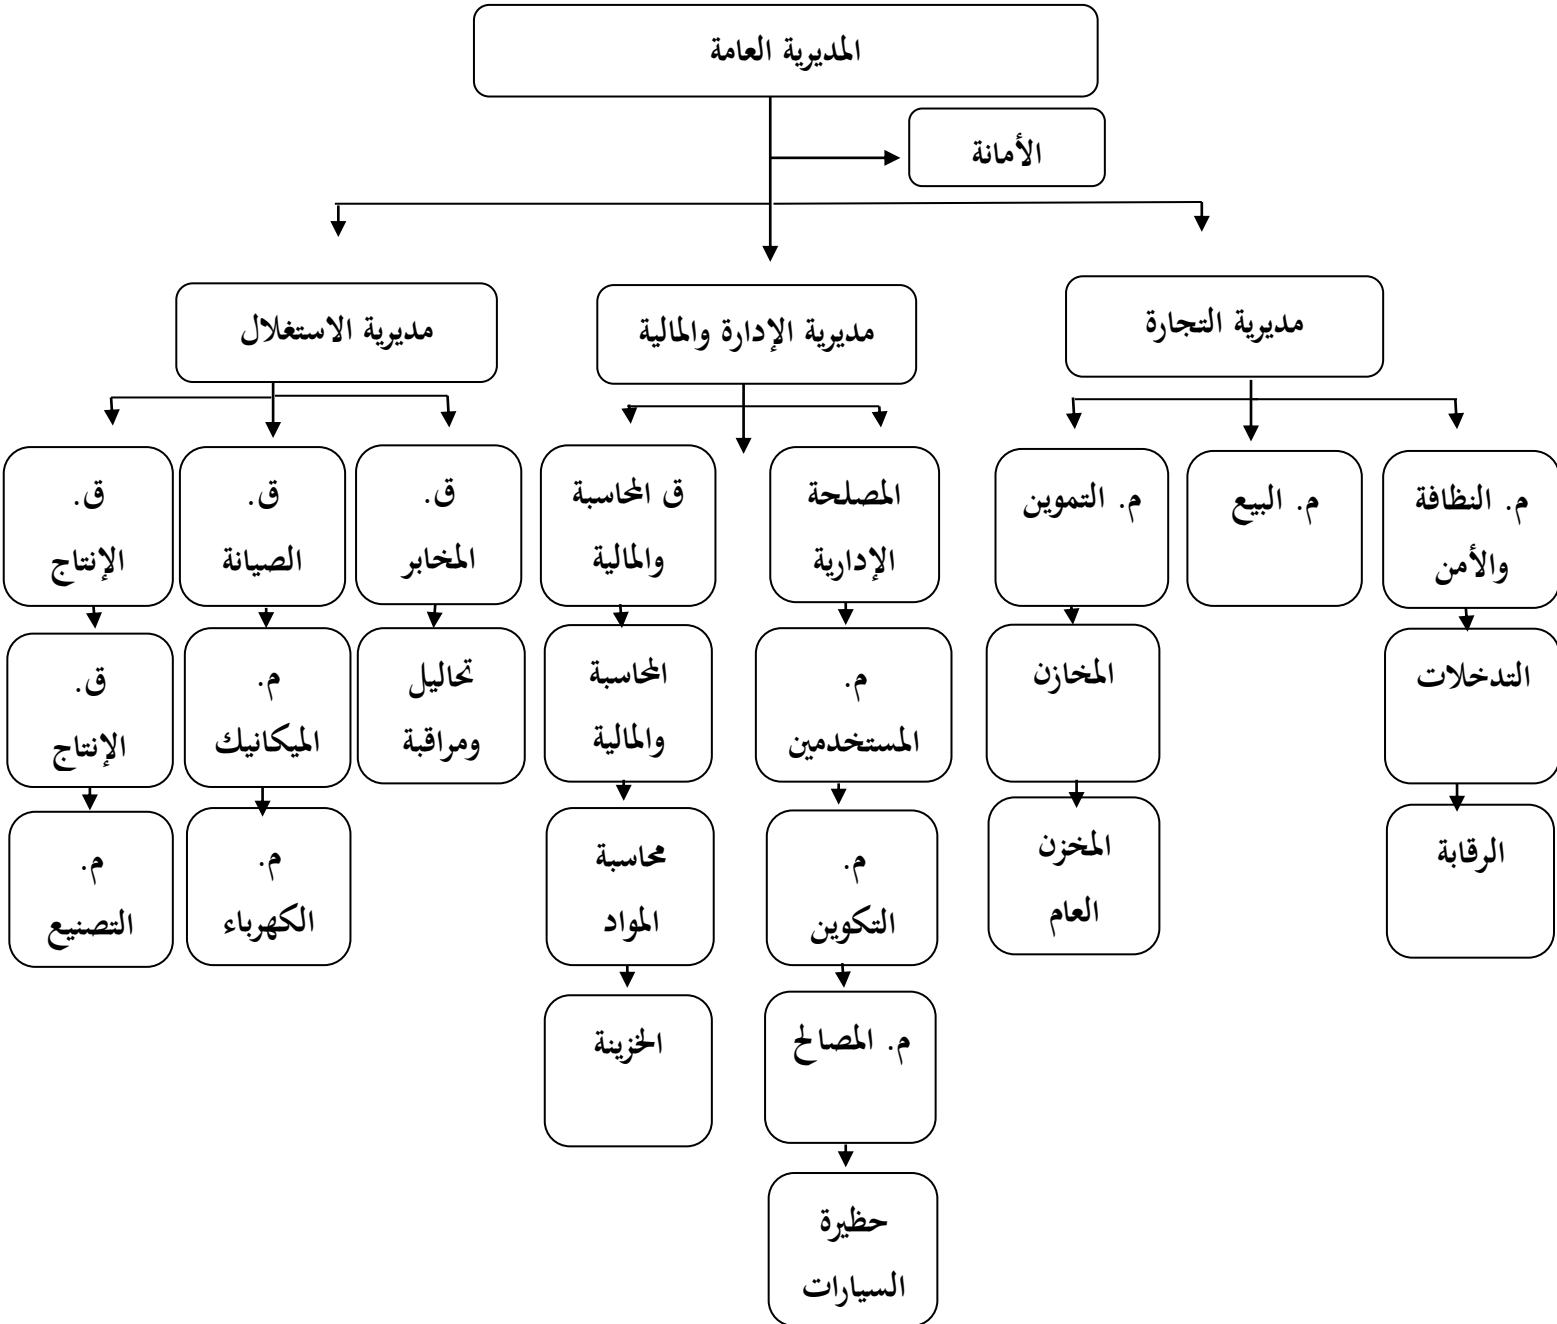 المديرية العامة
الأمانة
مديرية التجارة
مديرية الإدارة والمالية
مديرية الاستغلال
م. النظافة
والأمن
م. البيع
م. التموين
المصلحة
الإدارية
ق المحاسبة
والمالية
ق.
المخابر
ق.
الصيانة
ق.
الإنتاج
التدخلات
المخازن
م.
المستخدمين
المحاسبة
والمالية
تحاليل
ومراقبة
م.
الميكانيك
ق.
الإنتاج
الرقابة
المخزن
العام
م.
التكوين
محاسبة
المواد
م.
الكهرباء
م.
التصنيع
م. المصالح
الخزينة
حظيرة
السيارات